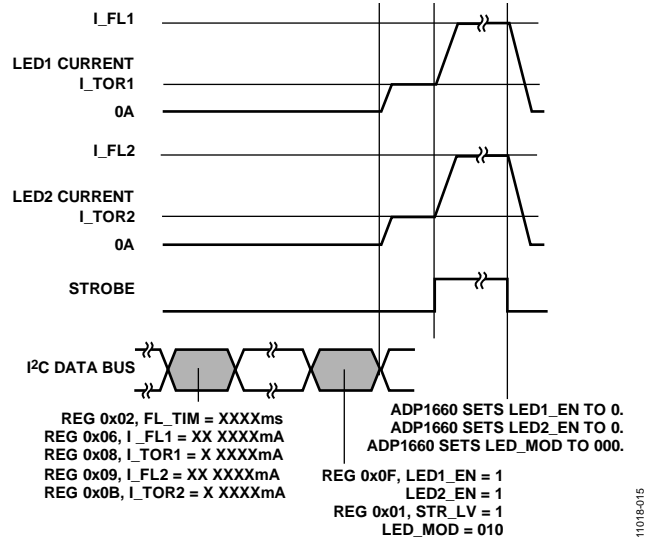 I_FL1
LED1 CURRENT
I_TOR1
0A
I_FL2
LED2 CURRENT
I_TOR2
0A
STROBE
I2C DATA BUS
REG 0x02, FL_TIM = XXXXms
REG 0x06, I _FL1 = XX XXXXmA
REG 0x08, I_TOR1 = X XXXXmA
REG 0x09, I_FL2 = XX XXXXmA
REG 0x0B, I_TOR2 = X XXXXmA
ADP1660 SETS LED1_EN TO 0.
ADP1660 SETS LED2_EN TO 0.
ADP1660 SETS LED_MOD TO 000.
REG 0x0F, LED1_EN = 1
LED2_EN = 1
REG 0x01, STR_LV = 1
LED_MOD = 010
11018-015